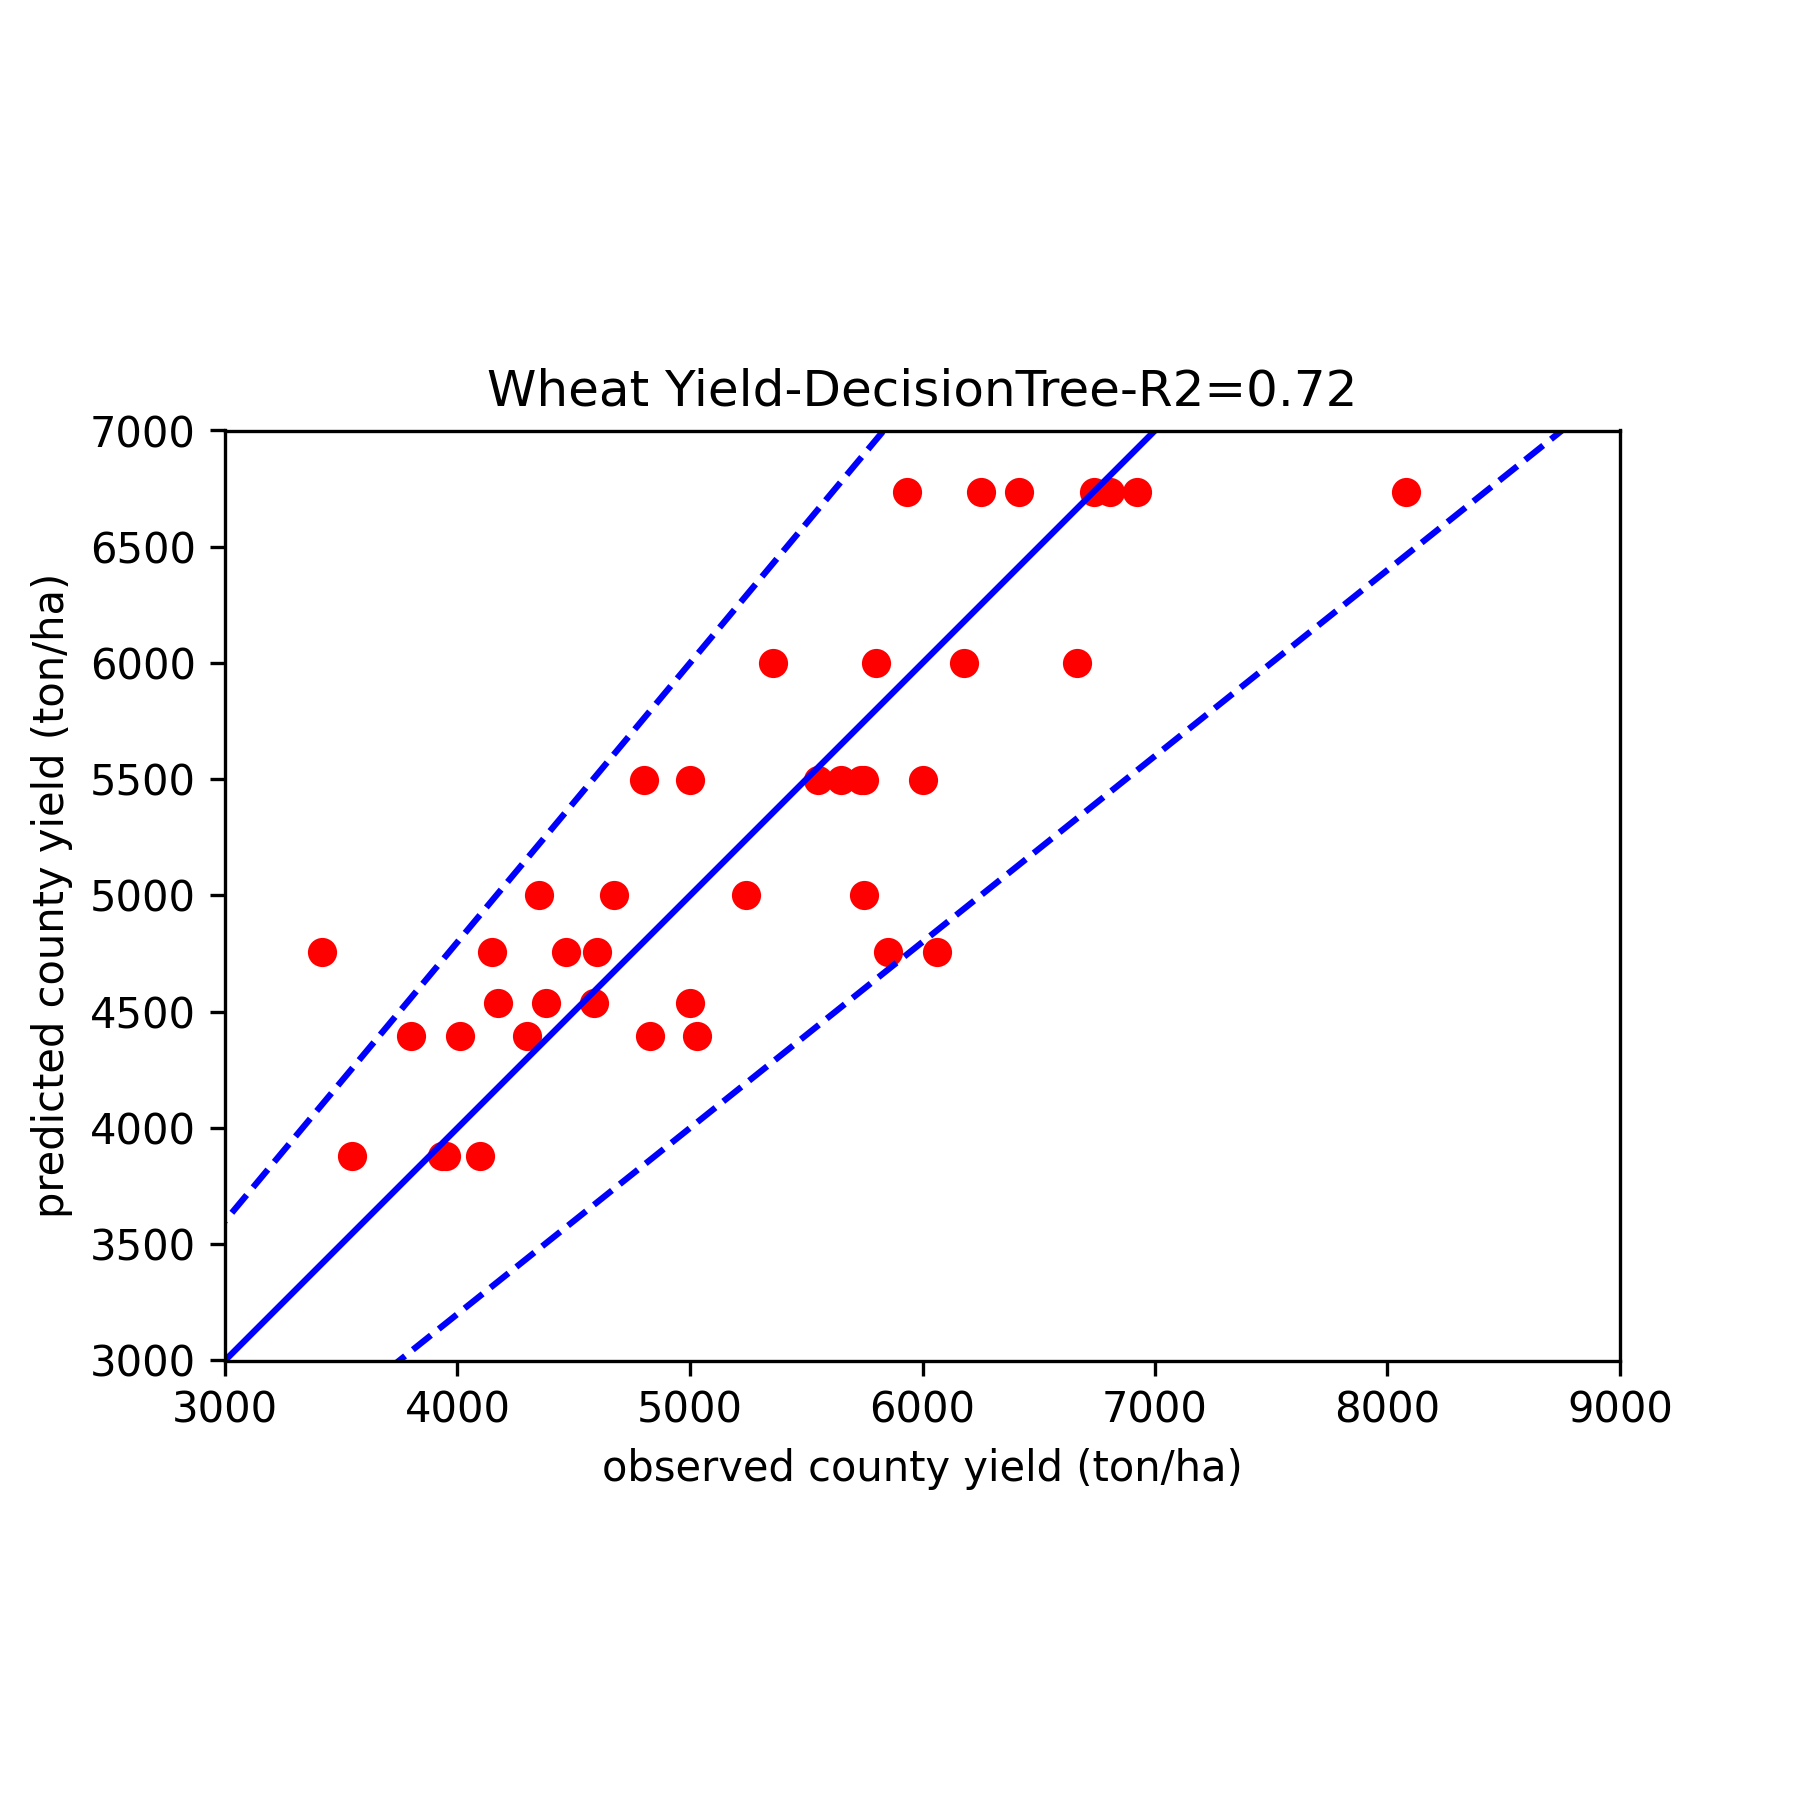 Wheat Yield-DecisionTree-R2=0.72
7000
6500
6000
5500
5000
4500
4000
3500
3000
predicted county yield (ton/ha)
3000 4000 5000 6000 7000 8000 9000
observed county yield (ton/ha)